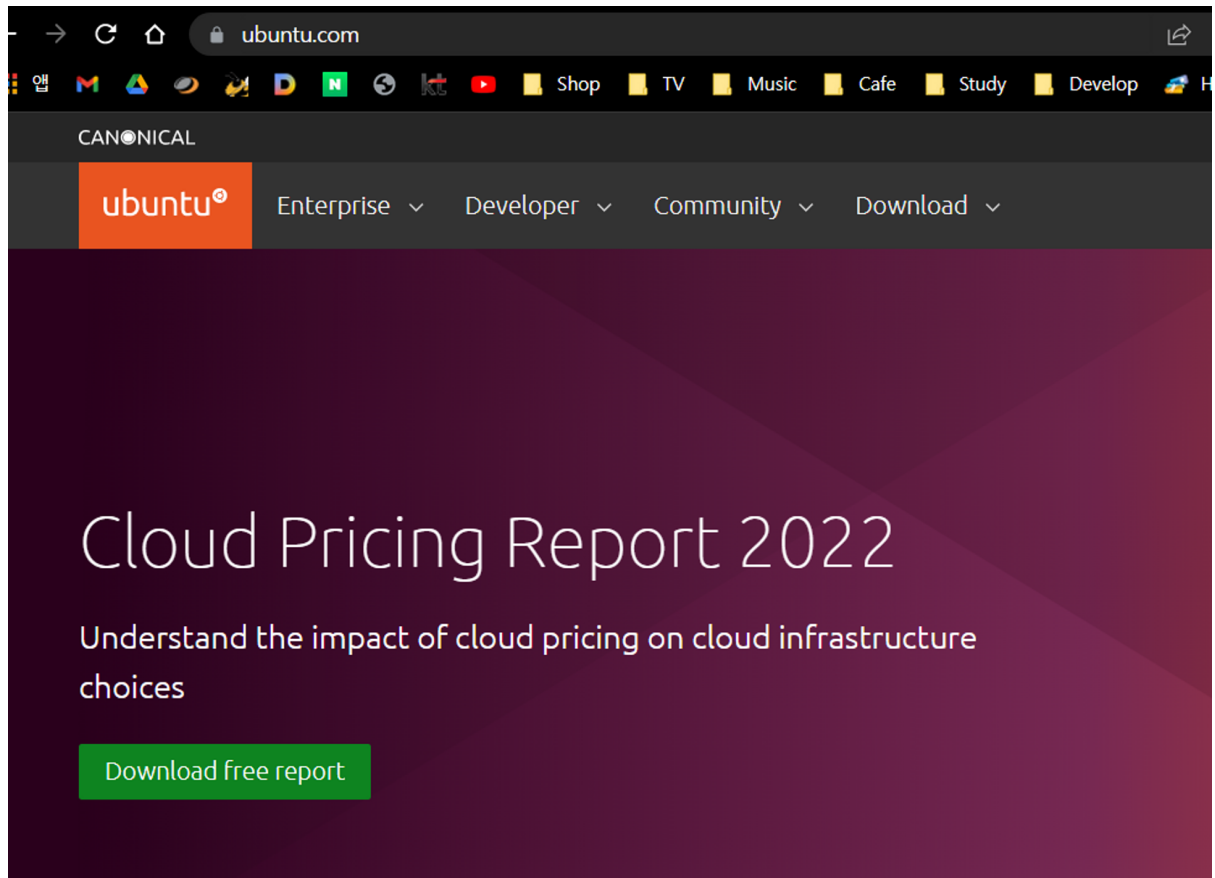 ubuntu.com
앱 D N kt Shop TV Music Cafe Study Develop H
CANONICAL
ubuntu Enterprise Developer Community Download
Cloud Pricing Report 2022
Understand the impact of cloud pricing on cloud infrastructure
choices
Download free report